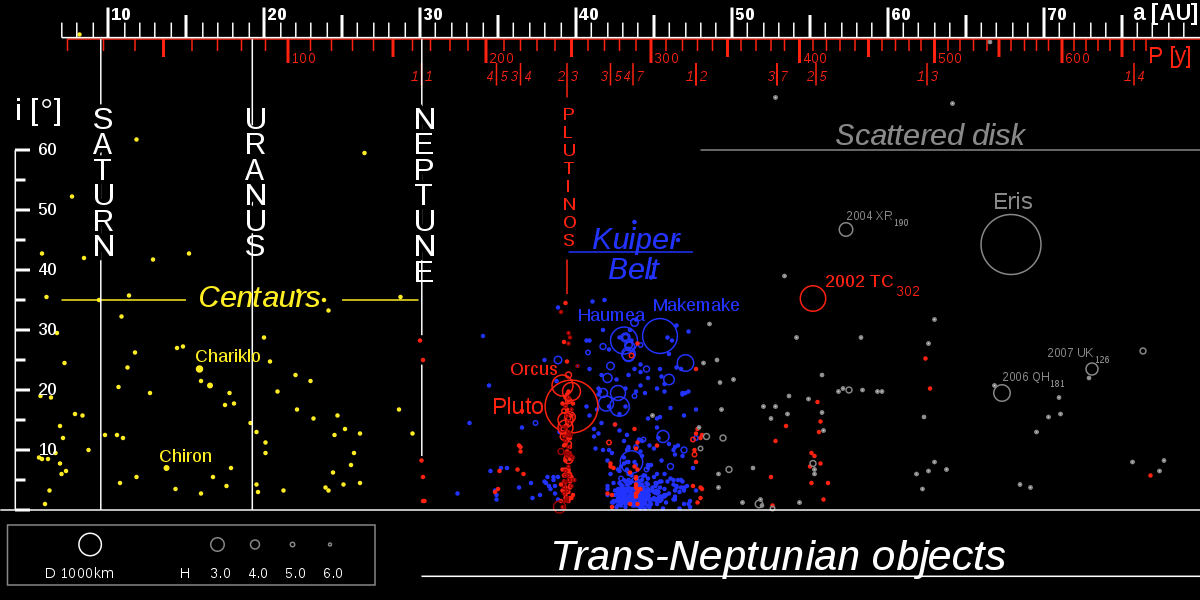 10 20 30 40 50 60 70 a [AU]
100 200 300 400 500 600 P [y]
1:1 4:5 3:4 2:3 3:5 4:7 1:2 3:7 2:5 1:3 1:4
i [°]
SATURN
URANUS
NEPTUNE
PLUTINOS
Scattered disk
60
50
40
30
20
10
Eris
2004 XR190
Kuiper
Belt
2002 TC302
Centaurs
Haumea
Makemake
Chariklo
Orcus
2007 UK126
2006 QH181
Pluto
Chiron
Trans-Neptunian objects
D 1000km H 3.0 4.0 5.0 6.0